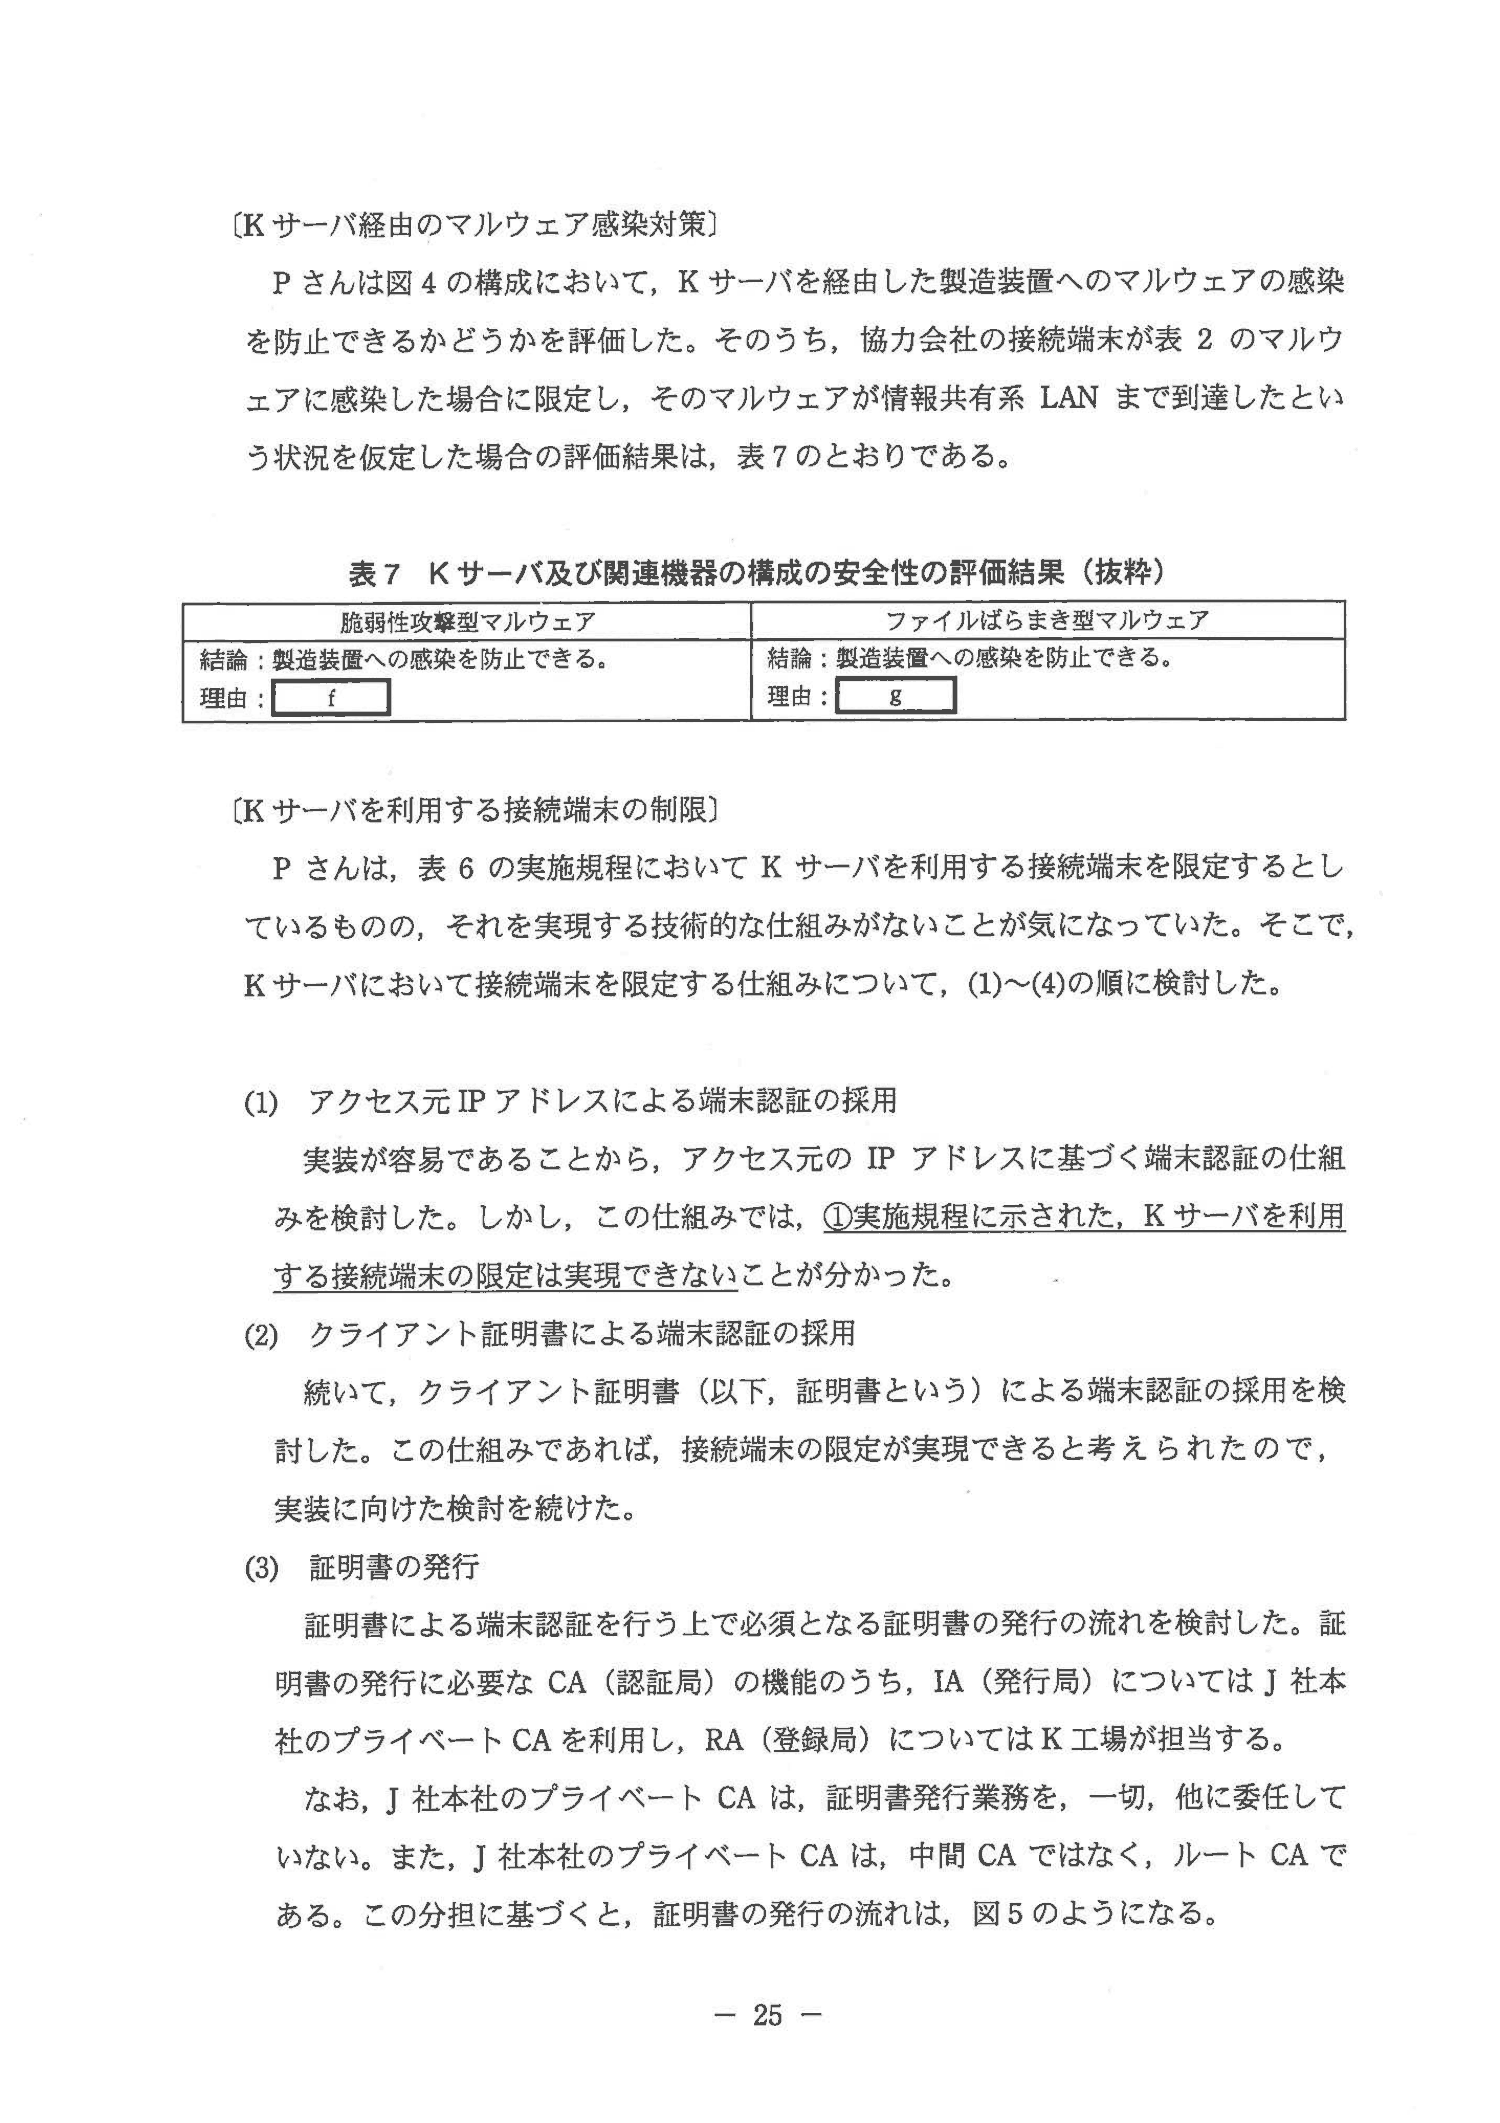 〔K サーバ経由のマルウェア感染対策〕
P さんは図 4 の構成において，K サーバを経由した製造装置へのマルウェアの感染
を防止できるかどうかを評価した。そのうち，協力会社の接続端末が表 2 のマルウ
ェアに感染した場合に限定し，そのマルウェアが情報共有系 LAN まで到達したとい
う状況を仮定した場合の評価結果は，表 7 のとおりである。
表 7　K サーバ及び関連機器の構成の安全性の評価結果（抜粋）
脆弱性攻撃型マルウェア
ファイルばらまき型マルウェア
結論：製造装置への感染を防止できる。
理由： f
結論：製造装置への感染を防止できる。
理由： g
〔K サーバを利用する接続端末の制限〕
P さんは，表 6 の実施規程において K サーバを利用する接続端末を限定するとし
ているものの，それを実現する技術的な仕組みがないことが気になっていた。そこで，
K サーバにおいて接続端末を限定する仕組みについて，(1)～(4)の順に検討した。
(1)　アクセス元 IP アドレスによる端末認証の採用
実装が容易であることから，アクセス元の IP アドレスに基づく端末認証の仕組
みを検討した。しかし，この仕組みでは，①実施規程に示された，K サーバを利用
する接続端末の限定は実現できないことが分かった。
(2)　クライアント証明書による端末認証の採用
続いて，クライアント証明書（以下，証明書という）による端末認証の採用を検
討した。この仕組みであれば，接続端末の限定が実現できると考えられたので，
実装に向けた検討を続けた。
(3)　証明書の発行
証明書による端末認証を行う上で必須となる証明書の発行の流れを検討した。証
明書の発行に必要な CA（認証局）の機能のうち，IA（発行局）については J 社本
社のプライベート CA を利用し，RA（登録局）については K 工場が担当する。
なお，J 社本社のプライベート CA は，証明書発行業務を，一切，他に委任して
いない。また，J 社本社のプライベート CA は，中間 CA ではなく，ルート CA で
ある。この分担に基づくと，証明書の発行の流れは，図 5 のようになる。
－ 25 －